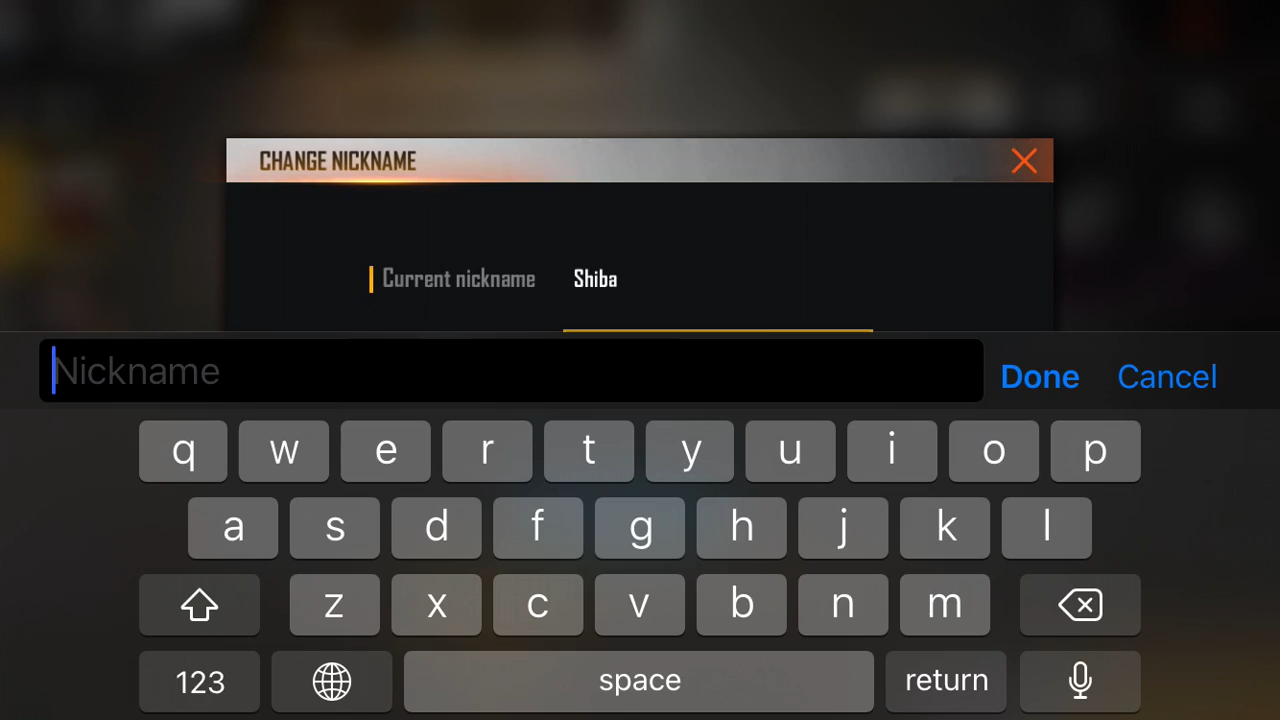 CHANGE NICKNAME
Current nickname Shiba
Nickname Done Cancel
q w e r t y u i o p
a s d f g h j k l
z x c v b n m
123 space return